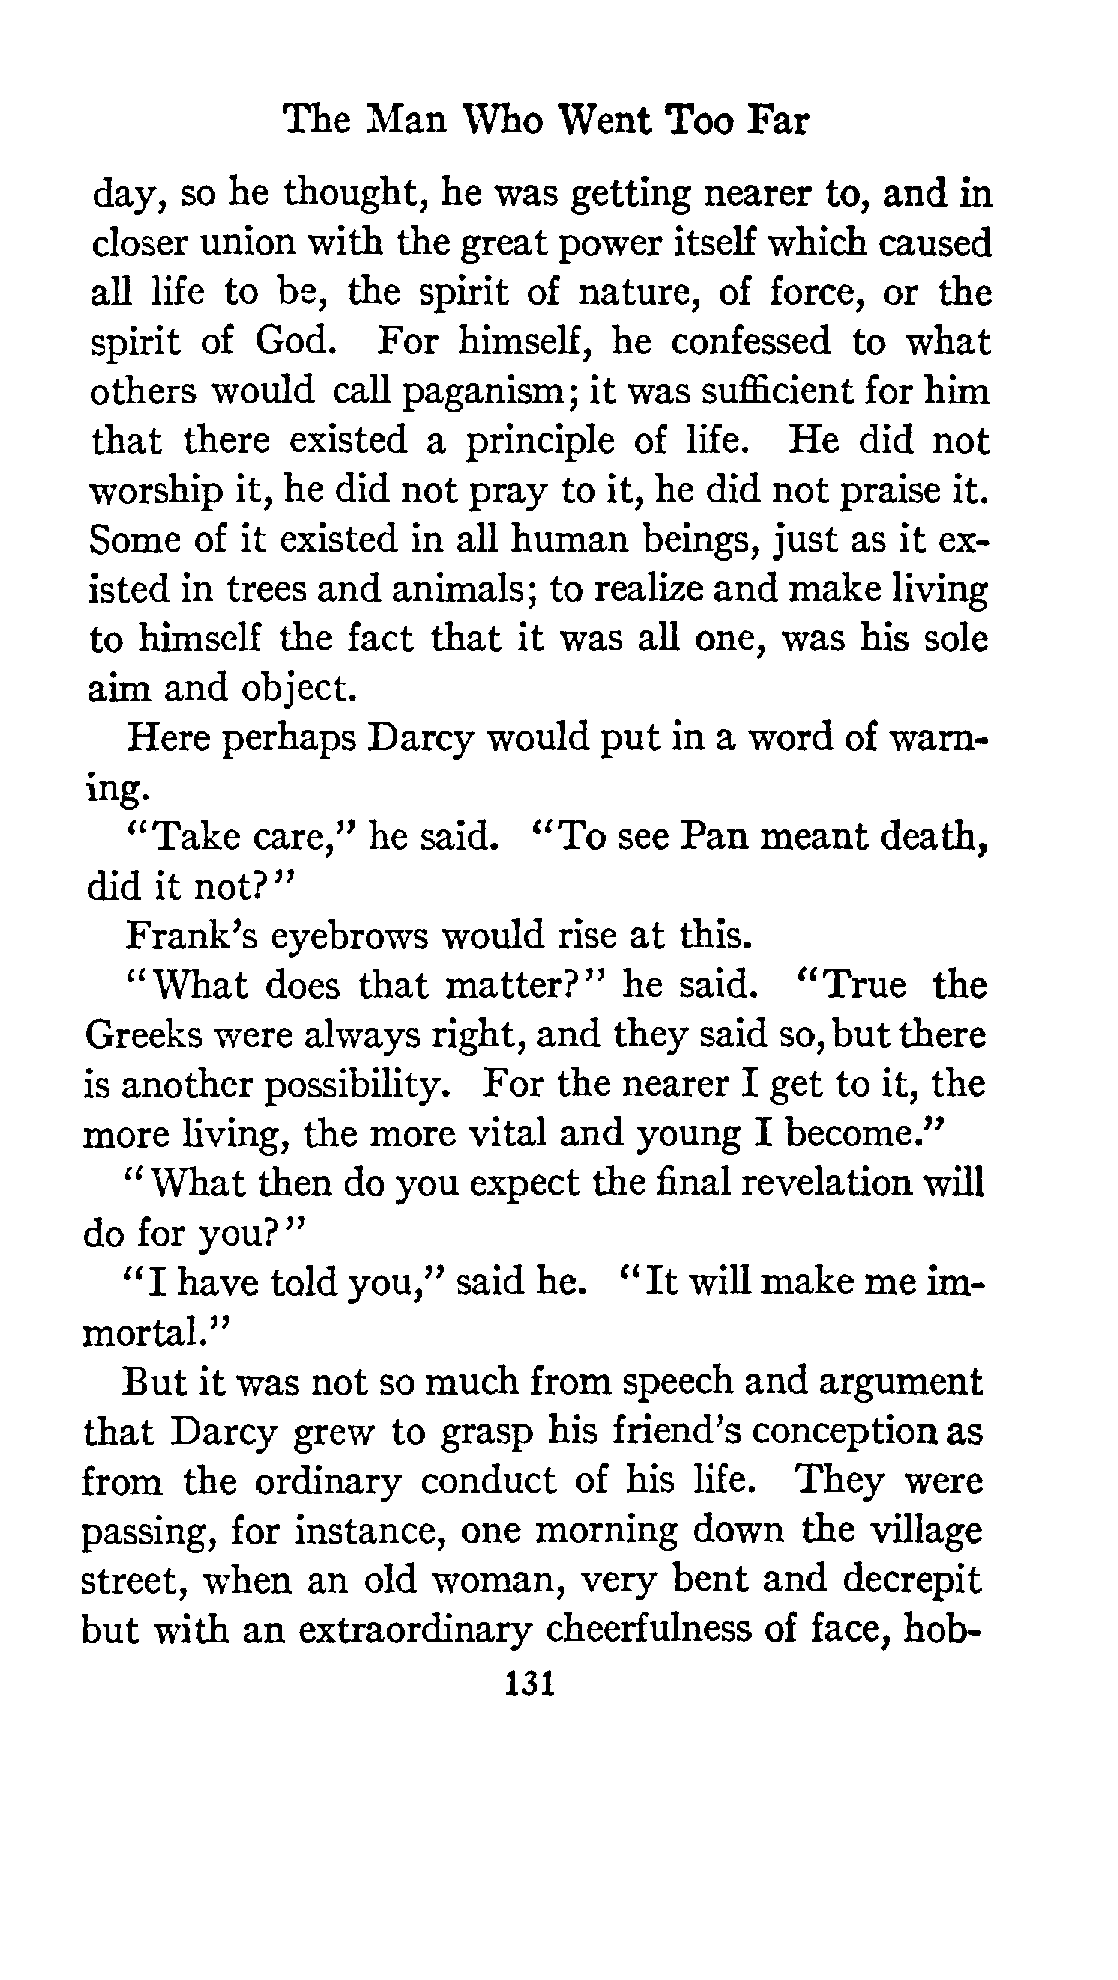 The Man Who Went Too Far
day, so he thought, he was getting nearer to, and in
closer union with the great power itself which caused
all life to be, the spirit of nature, of force, or the
spirit of God. For himself, he confessed to what
others would call paganism; it was sufficient for him
that there existed a principle of life. He did not
worship it, he did not pray to it, he did not praise it.
Some of it existed in all human beings, just as it ex-
isted in trees and animals; to realize and make living
to himself the fact that it was all one, was his sole
aim and object.
Here perhaps Darcy would put in a word of warn-
ing.
"Take care," he said. "To see Pan meant death,
did it not?"
Frank's eyebrows would rise at this.
"What does that matter?" he said. "True the
Greeks were always right, and they said so, but there
is another possibility. For the nearer I get to it, the
more living, the more vital and young I become."
"What then do you expect the final revelation will
do for you?"
"I have told you," said he. "It will make me im-
mortal."
But it was not so much from speech and argument
that Darcy grew to grasp his friend's conception as
from the ordinary conduct of his life. They were
passing, for instance, one morning down the village
street, when an old woman, very bent and decrepit
but with an extraordinary cheerfulness of face, hob-
131